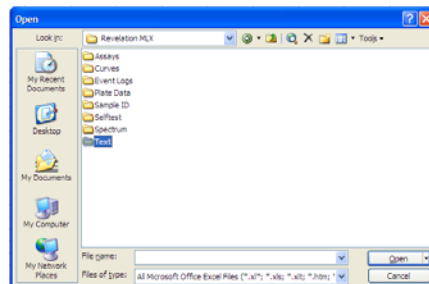 Open
Look in:
Revelation MLX
Tools
My Recent
Documents
Desktop
My Documents
My Computer
My Network
Places
Assays
Curves
Event Logs
Plate Data
Sample ID
Selftest
Spectrum
Text
File name:
Open
Files of type:
All Microsoft Office Excel Files (*.xl*; *.xls; *.xlt; *.htm; *
Cancel